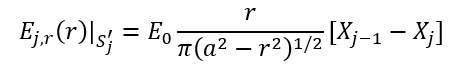 $E_{j,r}(r)|_{S'_j} = E_0 \frac{r}{\pi(a^2 - r^2)^{1/2}} [X_{j-1} - X_j]$